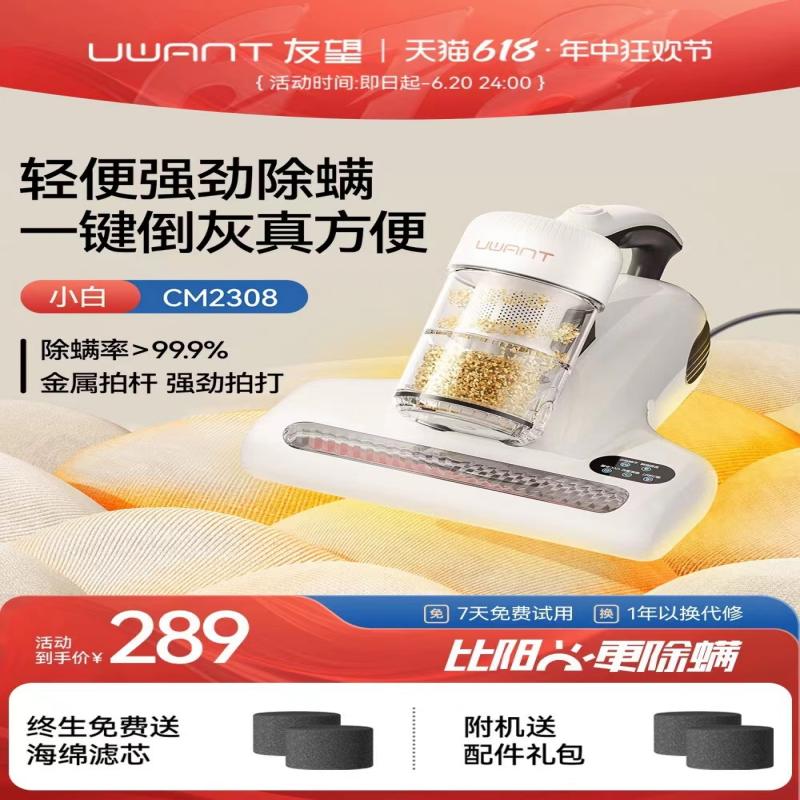 UWANT友望 | 天猫618·年中狂欢节
{ 活动时间:即日起-6.20 24:00 }
轻便强劲除螨
一键倒灰真方便
小白 CM2308
除螨率>99.9%
金属拍杆 强劲拍打
UWANT
免 7天免费试用 换 1年以换代修
活动
到手价¥ 289
比阳光更除螨
终生免费送
海绵滤芯
附机送
配件礼包